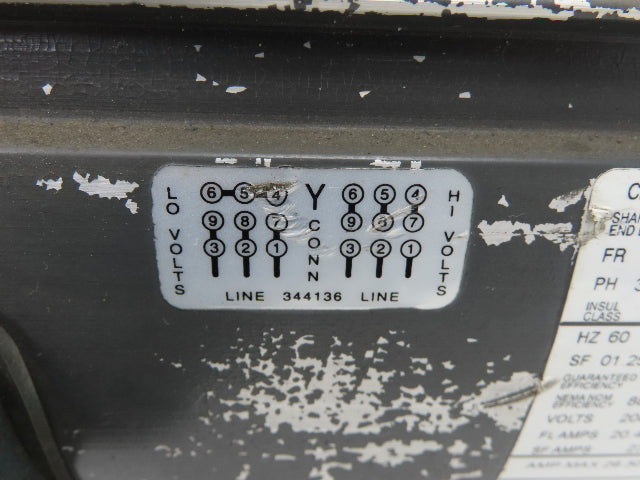 LO VOLTS
6 5 4
9 8 7
3 2 1
Y CONN
6 5 4
9 8 7
3 2 1
HI VOLTS
LINE 344136 LINE
FR
PH
INSUL
CLASS
HZ 60
SF 01
GUARANTEED
EFFICIENCY
NEMA NOM
EFFICIENCY
VOLTS
FL AMPS
SF AMPS